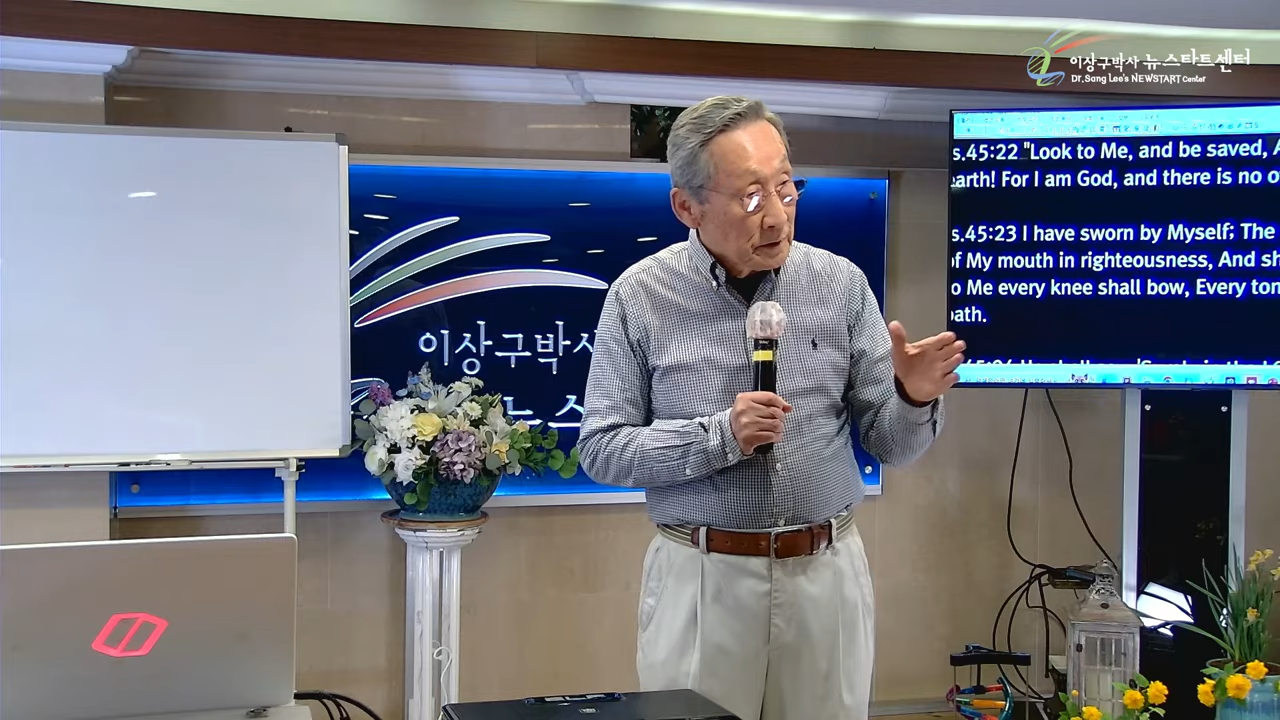 이상구박사 뉴스타트센터
Dr. Sang Lee's NEWSTART Center
s.45:22 "Look to Me, and be saved, A
earth! For I am God, and there is no o
s.45:23 I have sworn by Myself; The
of My mouth in righteousness, And sh
o Me every knee shall bow, Every ton
oath.
이상구박사
뉴스